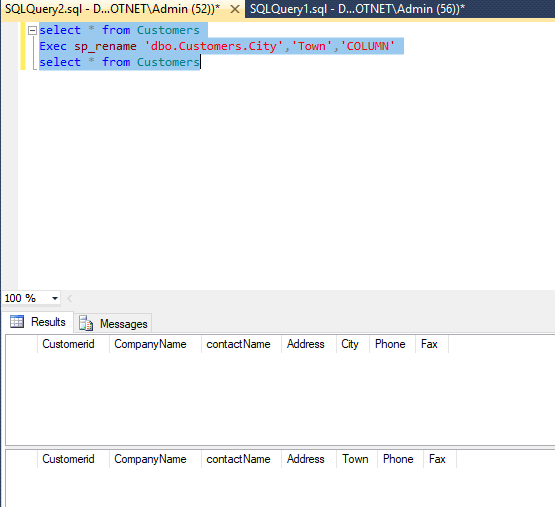 SQLQuery2.sql - D...OTNET\Admin (52))* SQLQuery1.sql - D...OTNET\Admin (56))*
select * from Customers
Exec sp_rename 'dbo.Customers.City','Town','COLUMN'
select * from Customers
100 %
Results Messages
Customerid CompanyName contactName Address City Phone Fax
Customerid CompanyName contactName Address Town Phone Fax